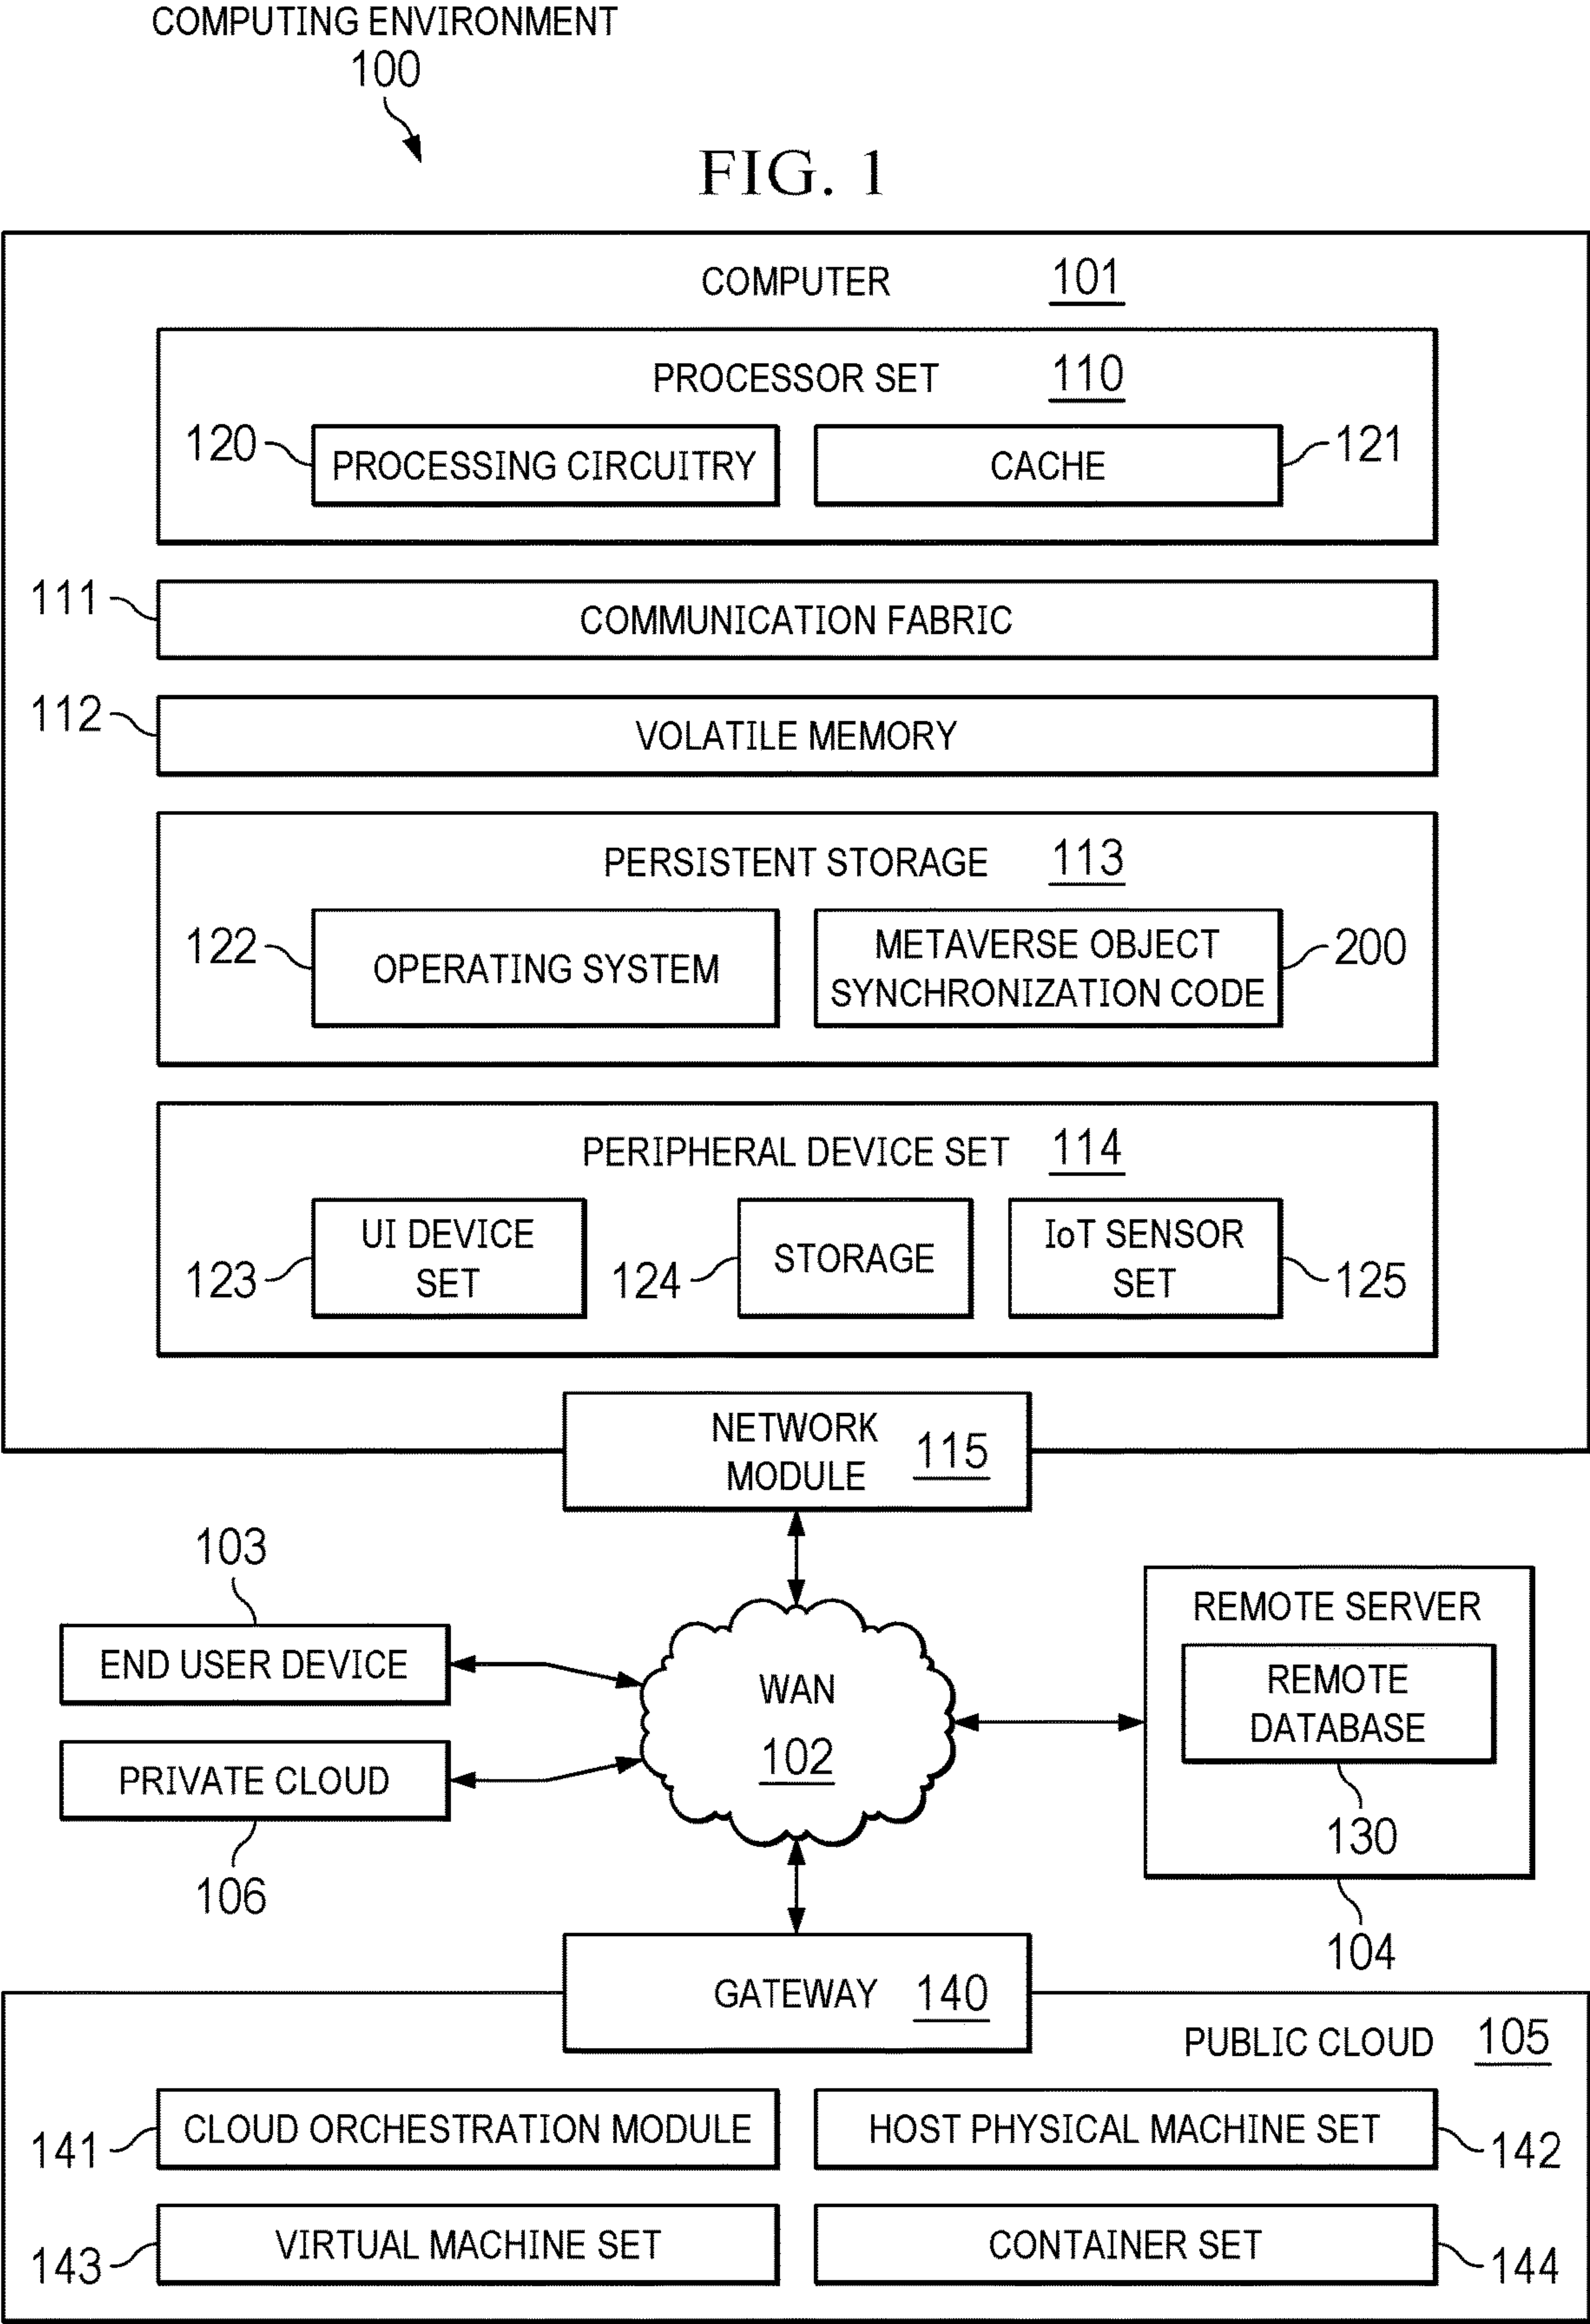 COMPUTING ENVIRONMENT
100
FIG. 1
COMPUTER 101
PROCESSOR SET 110
120 PROCESSING CIRCUITRY CACHE 121
111 COMMUNICATION FABRIC
112 VOLATILE MEMORY
PERSISTENT STORAGE 113
122 OPERATING SYSTEM
METAVERSE OBJECT
SYNCHRONIZATION CODE
200
PERIPHERAL DEVICE SET 114
123
UI DEVICE
SET
124 STORAGE
IoT SENSOR
SET
125
NETWORK
MODULE
115
103
END USER DEVICE
PRIVATE CLOUD
106
WAN
102
REMOTE SERVER
REMOTE
DATABASE
130
104
GATEWAY 140
PUBLIC CLOUD 105
141 CLOUD ORCHESTRATION MODULE HOST PHYSICAL MACHINE SET 142
143 VIRTUAL MACHINE SET CONTAINER SET 144